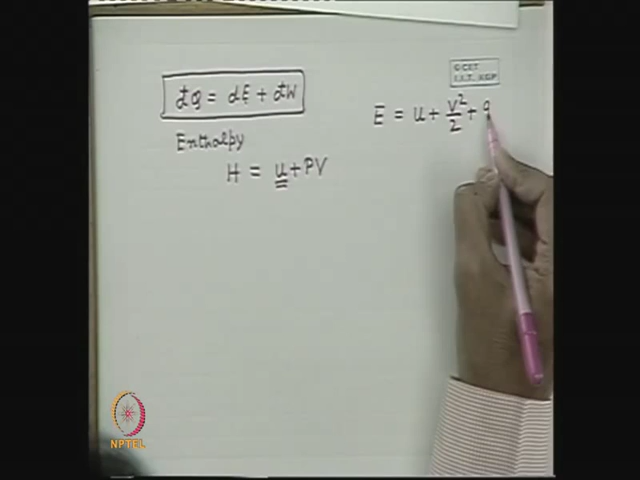 ©CET
I.I.T. KGP
đQ = dE + đW
E = u + V²/2 + g
Enthalpy
H = u + PV
NPTEL